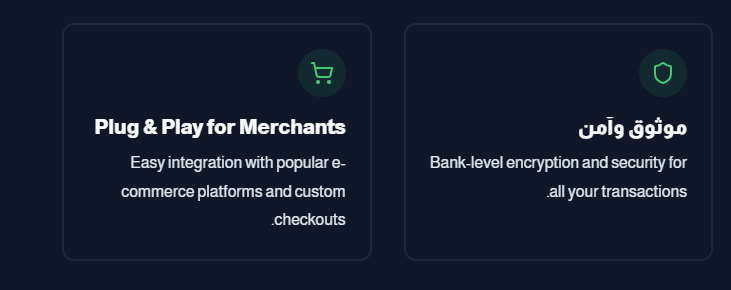 موثوق وآمن
Bank-level encryption and security for
.all your transactions
Plug & Play for Merchants
Easy integration with popular e-
commerce platforms and custom
.checkouts